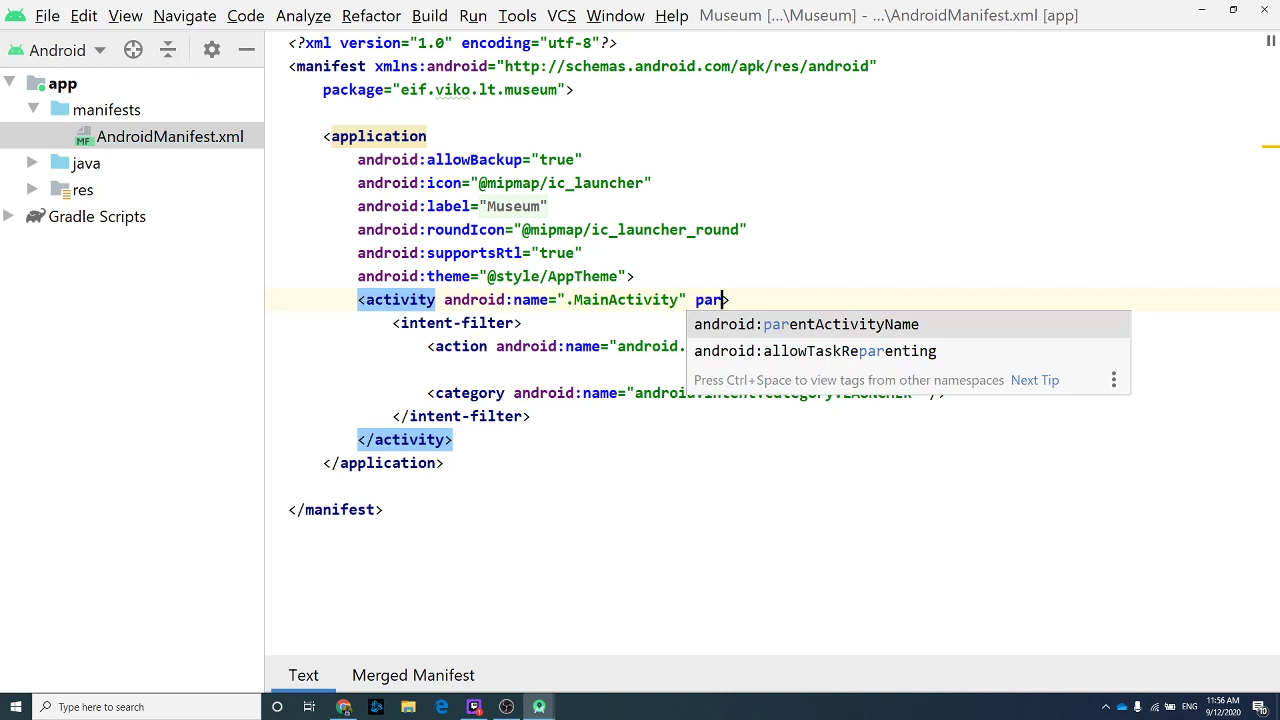 File Edit View Navigate Code Analyze Refactor Build Run Tools VCS Window Help Museum [...\Museum] - ...\AndroidManifest.xml [app]
Android
app
manifests
MF AndroidManifest.xml
java
res
Gradle Scripts
<?xml version="1.0" encoding="utf-8"?>
<manifest xmlns:android="http://schemas.android.com/apk/res/android"
package="eif.viko.lt.museum">
<application
android:allowBackup="true"
android:icon="@mipmap/ic_launcher"
android:label="Museum"
android:roundIcon="@mipmap/ic_launcher_round"
android:supportsRtl="true"
android:theme="@style/AppTheme">
<activity android:name=".MainActivity" par>
<intent-filter>
android:parentActivityName
<action android:name="android.
android:allowTaskReparenting
Press Ctrl+Space to view tags from other namespaces Next Tip
<category android:name="android.intent.category.LAUNCHER" />
</intent-filter>
</activity>
</application>
</manifest>
Text Merged Manifest
Type here to search
ENG
11:56 AM
9/12/2020